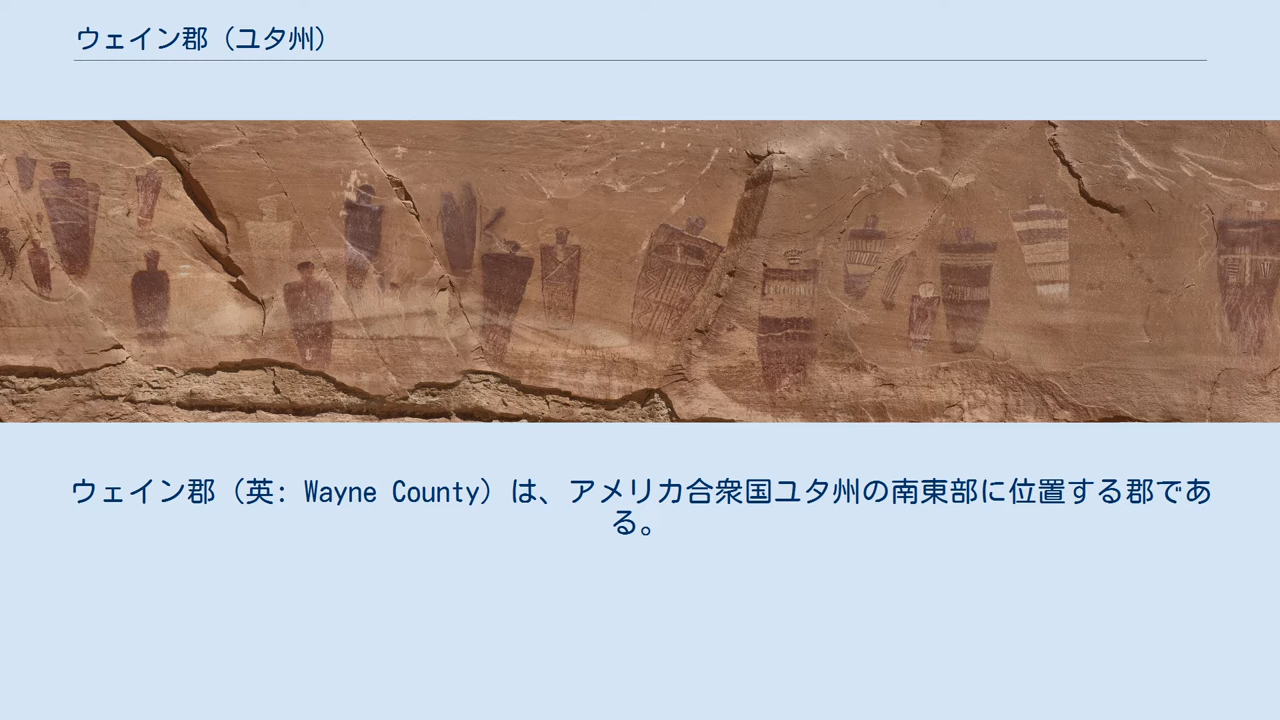 ウェイン郡（ユタ州）
ウェイン郡（英: Wayne County）は、アメリカ合衆国ユタ州の南東部に位置する郡であ
る。